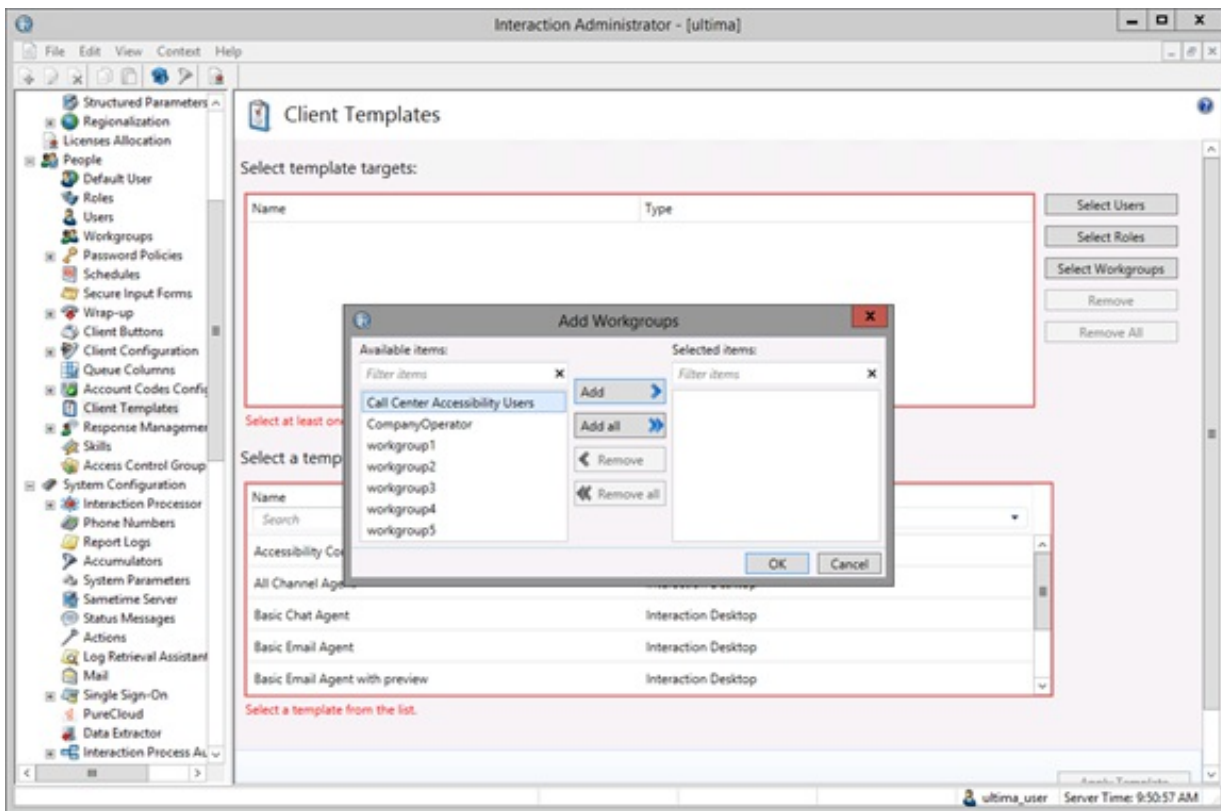 Interaction Administrator - [ultima]
File Edit View Context Help
Structured Parameters
Regionalization
Licenses Allocation
People
Default User
Roles
Users
Workgroups
Password Policies
Schedules
Secure Input Forms
Wrap-up
Client Buttons
Client Configuration
Queue Columns
Account Codes Config
Client Templates
Response Managemen
Skills
Access Control Group
System Configuration
Interaction Processor
Phone Numbers
Report Logs
Accumulators
System Parameters
Sametime Server
Status Messages
Actions
Log Retrieval Assistant
Mail
Single Sign-On
PureCloud
Data Extractor
Interaction Process Au
Client Templates
Select template targets:
Name Type
Select Users
Select Roles
Select Workgroups
Remove
Remove All
Select at least one
Select a temp
Name
Search
Accessibility Co
All Channel Age
Basic Chat Agent Interaction Desktop
Basic Email Agent Interaction Desktop
Basic Email Agent with preview Interaction Desktop
Select a template from the list.
Add Workgroups
Available items: Selected items:
Filter items Filter items
Call Center Accessibility Users
CompanyOperator
workgroup1
workgroup2
workgroup3
workgroup4
workgroup5
Add
Add all
Remove
Remove all
OK Cancel
Apply Template
ultima_user Server Time: 9:50:57 AM